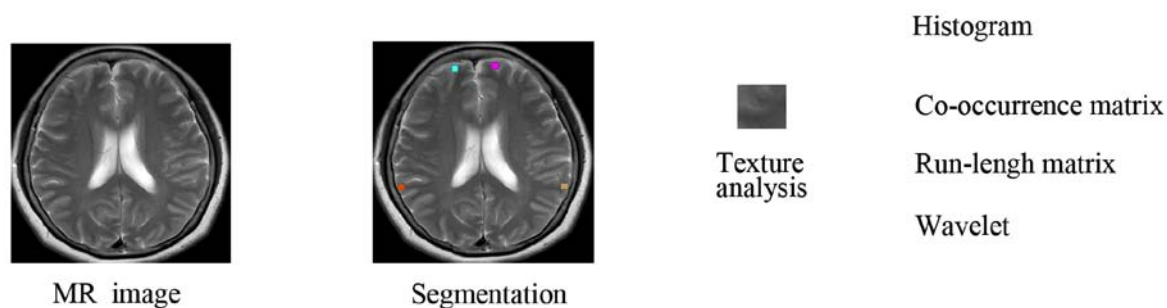 Histogram
Co-occurrence matrix
Texture
analysis
Run-lengh matrix
Wavelet
MR image
Segmentation